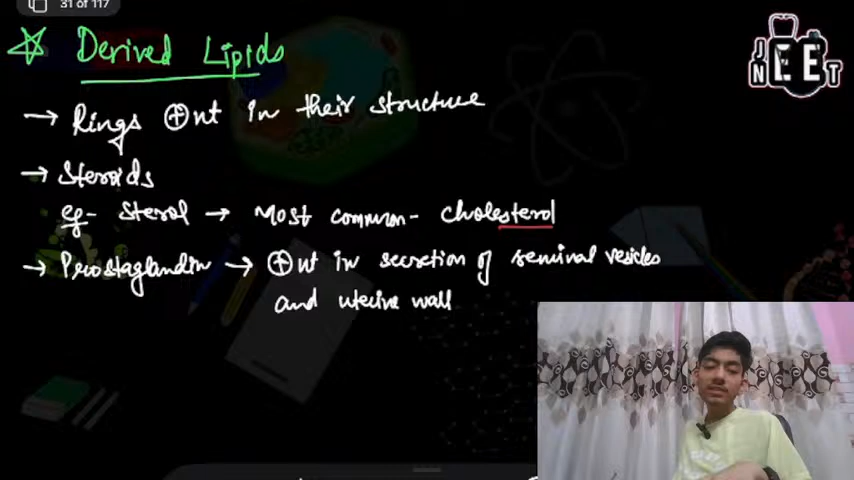 31 of 117
☆ Derived Lipids
J
NEET
→ Rings ⊕nt in their structure
→ Steroids
eg- Sterol → Most common- cholesterol
→ Prostaglandin → ⊕nt in secretion of seminal vesicles
and uterine wall